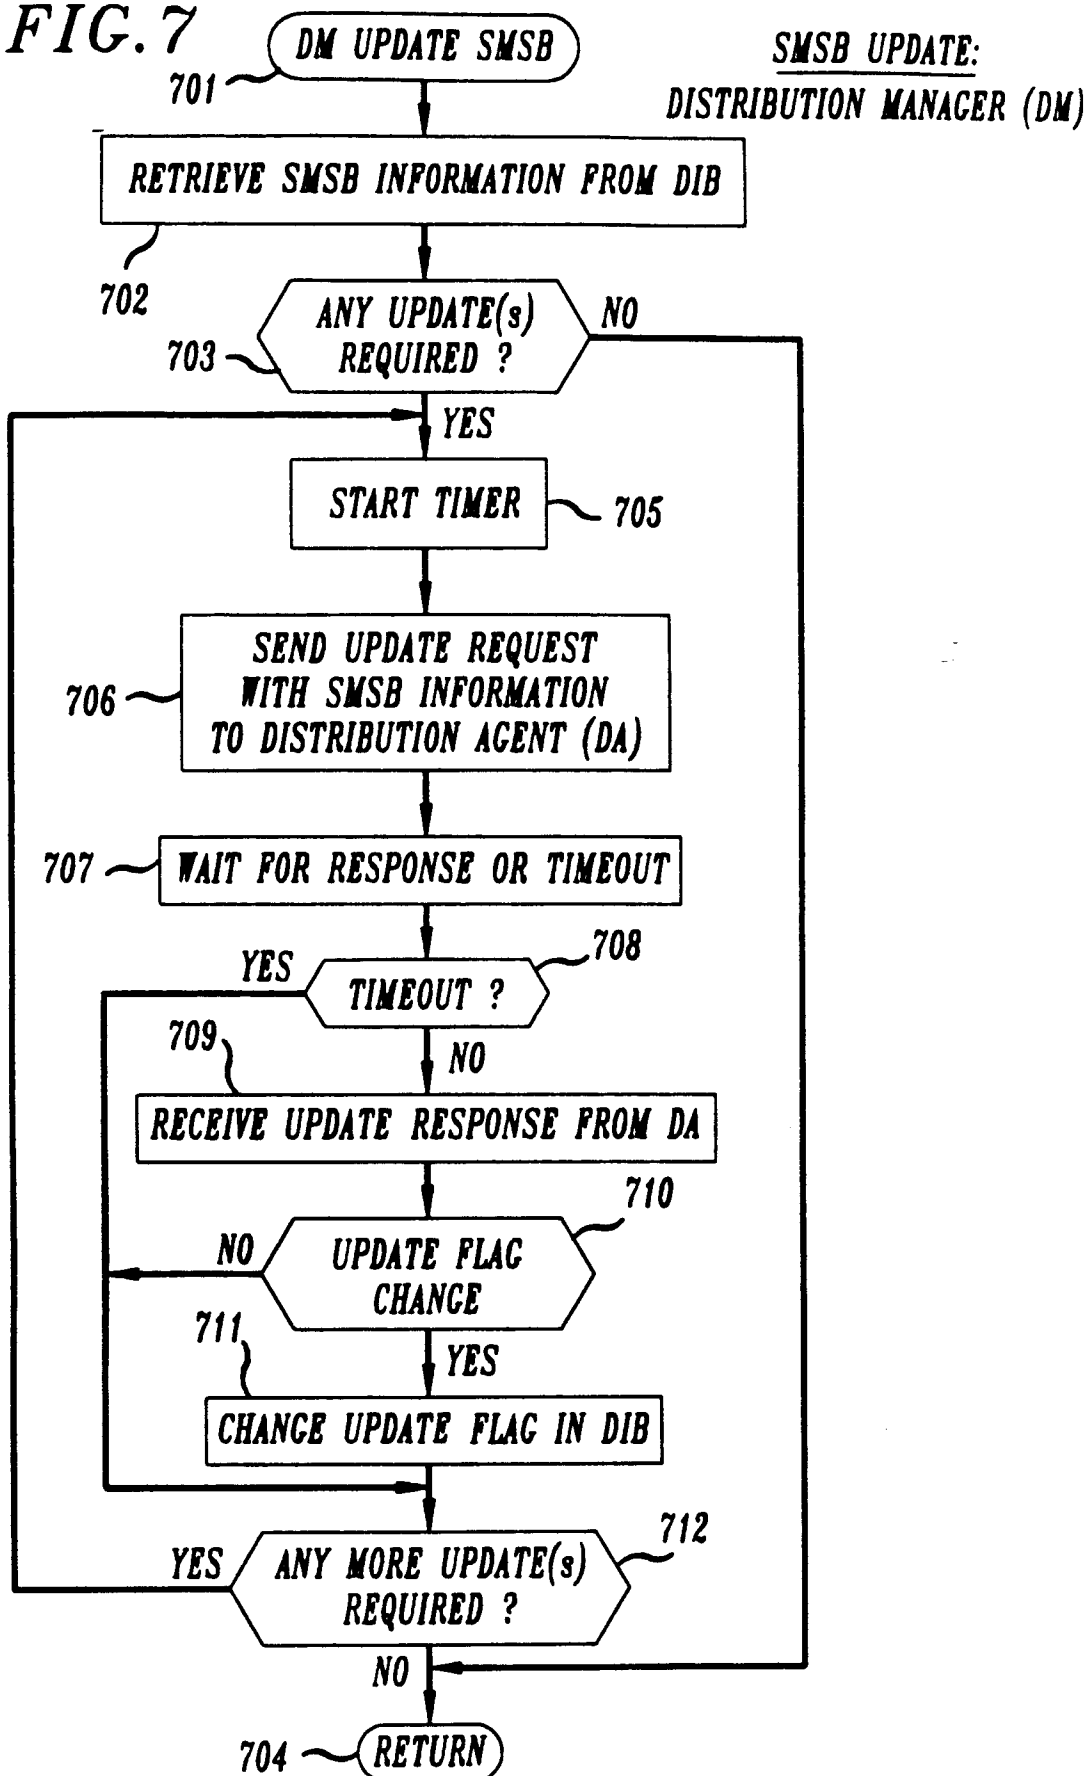 FIG. 7
DM UPDATE SMSB
701
SMSB UPDATE:
DISTRIBUTION MANAGER (DM)
RETRIEVE SMSB INFORMATION FROM DIB
702
ANY UPDATE(s)
REQUIRED ?
NO
703
YES
START TIMER
705
SEND UPDATE REQUEST
WITH SMSB INFORMATION
TO DISTRIBUTION AGENT (DA)
706
WAIT FOR RESPONSE OR TIMEOUT
707
708
YES
TIMEOUT ?
709
NO
RECEIVE UPDATE RESPONSE FROM DA
710
NO
UPDATE FLAG
CHANGE
711
YES
CHANGE UPDATE FLAG IN DIB
712
YES
ANY MORE UPDATE(s)
REQUIRED ?
NO
704
RETURN